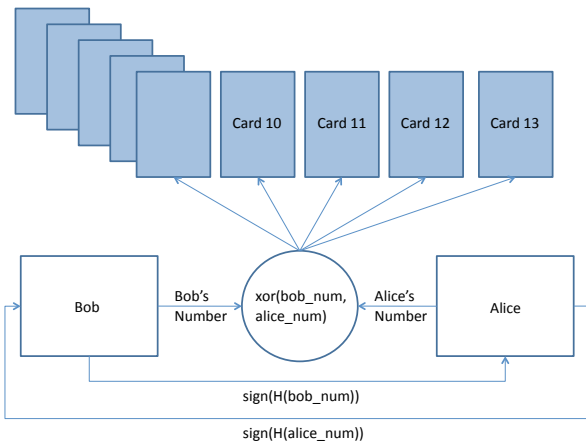 Card 10
Card 11
Card 12
Card 13
Bob
Bob's
Number
xor(bob_num,
alice_num)
Alice's
Number
Alice
sign(H(bob_num))
sign(H(alice_num))